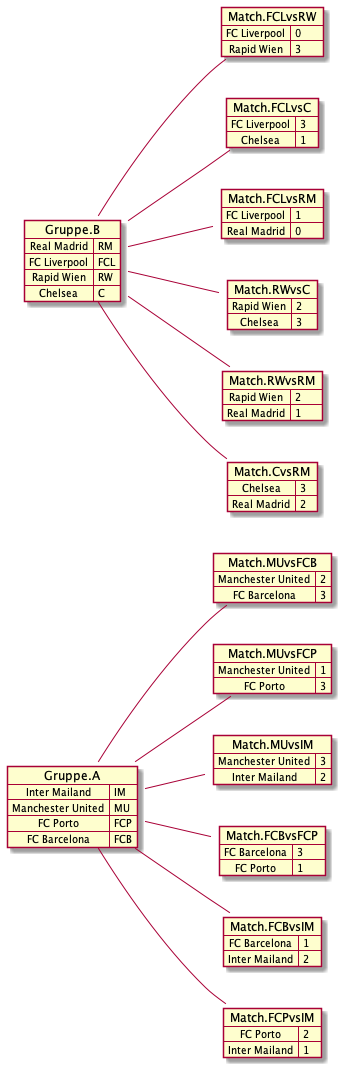 Match.FCLvsRW
FC Liverpool 0
Rapid Wien 3
Match.FCLvsC
FC Liverpool 3
Chelsea 1
Match.FCLvsRM
FC Liverpool 1
Real Madrid 0
Gruppe.B
Real Madrid RM
FC Liverpool FCL
Rapid Wien RW
Chelsea C
Match.RWvsC
Rapid Wien 2
Chelsea 3
Match.RWvsRM
Rapid Wien 2
Real Madrid 1
Match.CvsRM
Chelsea 3
Real Madrid 2
Match.MUvsFCB
Manchester United 2
FC Barcelona 3
Match.MUvsFCP
Manchester United 1
FC Porto 3
Match.MUvsIM
Manchester United 3
Inter Mailand 2
Gruppe.A
Inter Mailand IM
Manchester United MU
FC Porto FCP
FC Barcelona FCB
Match.FCBvsFCP
FC Barcelona 3
FC Porto 1
Match.FCBvsIM
FC Barcelona 1
Inter Mailand 2
Match.FCPvsIM
FC Porto 2
Inter Mailand 1